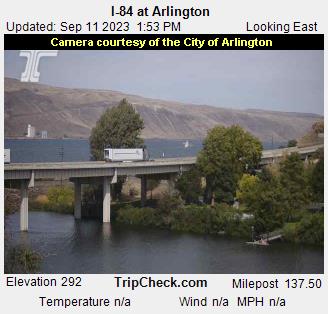 I-84 at Arlington
Updated: Sep 11 2023 1:53 PM Looking East
Camera courtesy of the City of Arlington
Elevation 292 TripCheck.com Milepost 137.50
Temperature n/a Wind n/a MPH n/a